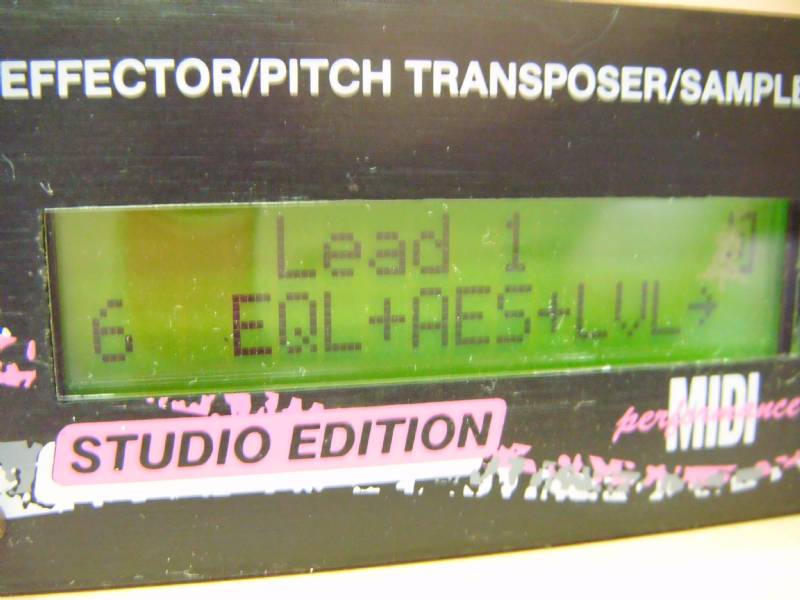 EFFECTOR/PITCH TRANSPOSER/SAMPLE
Lead 1
6 EQL+AES+LVL→
STUDIO EDITION
performance
MIDI